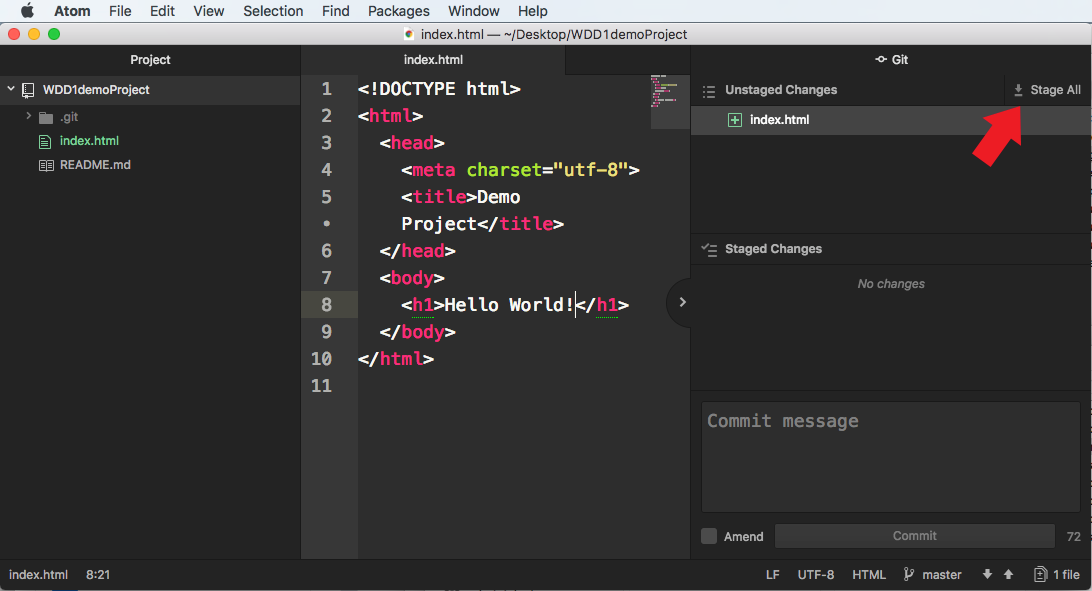 Atom File Edit View Selection Find Packages Window Help
index.html — ~/Desktop/WDD1demoProject
Project
WDD1demoProject
.git
index.html
README.md
index.html
1 <!DOCTYPE html>
2 <html>
3 <head>
4 <meta charset="utf-8">
5 <title>Demo
• Project</title>
6 </head>
7 <body>
8 <h1>Hello World!</h1>
9 </body>
10 </html>
11
Git
Unstaged Changes Stage All
index.html
Staged Changes
No changes
Commit message
Amend Commit 72
index.html 8:21 LF UTF-8 HTML master 1 file